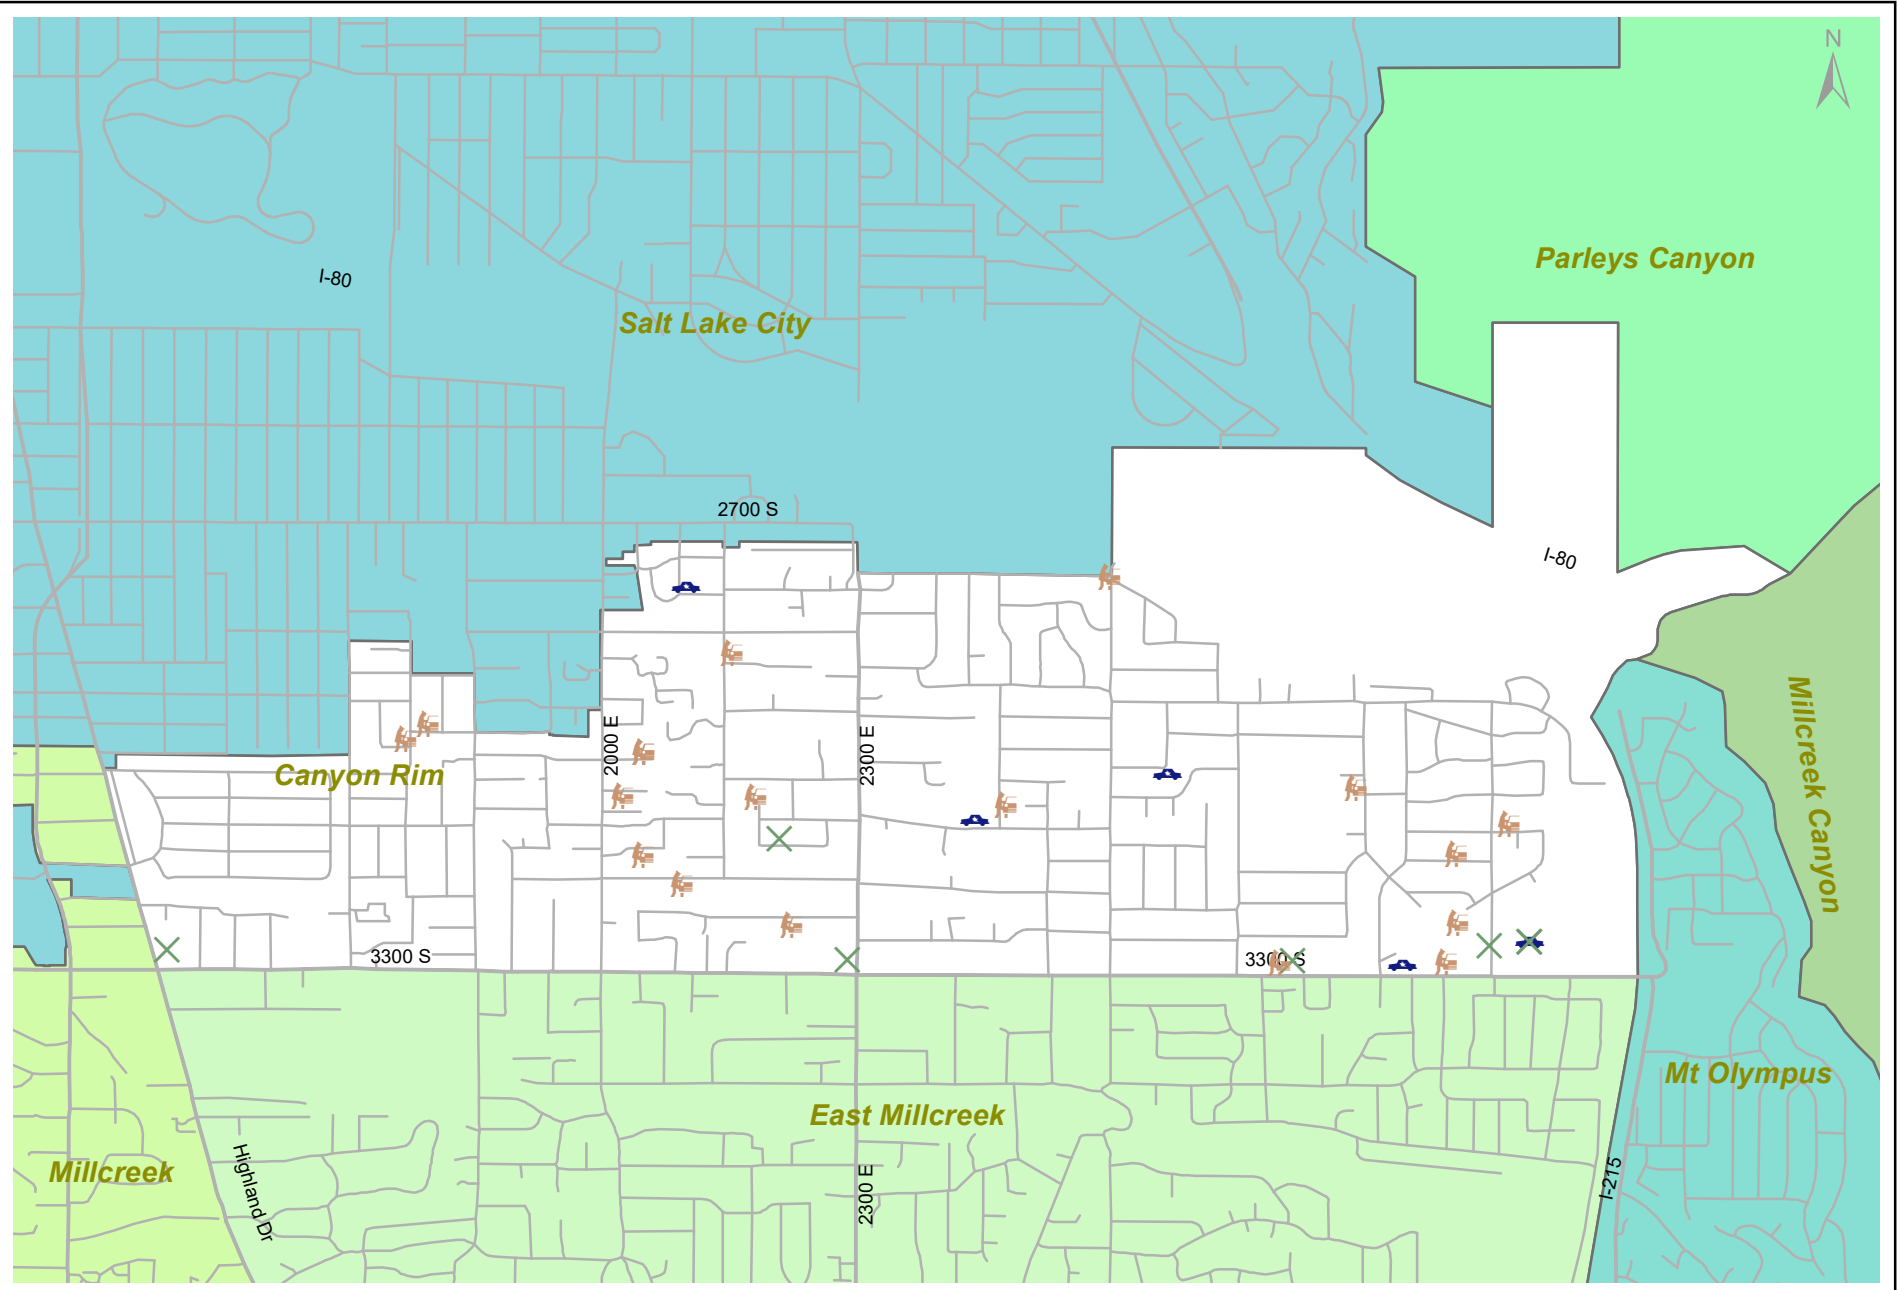 N
Parleys Canyon
I-80
Salt Lake City
2700 S
I-80
2000 E
2300 E
Canyon Rim
Millcreek Canyon
3300 S
3300 S
Mt Olympus
East Millcreek
Millcreek
Highland Dr
2300 E
I-215